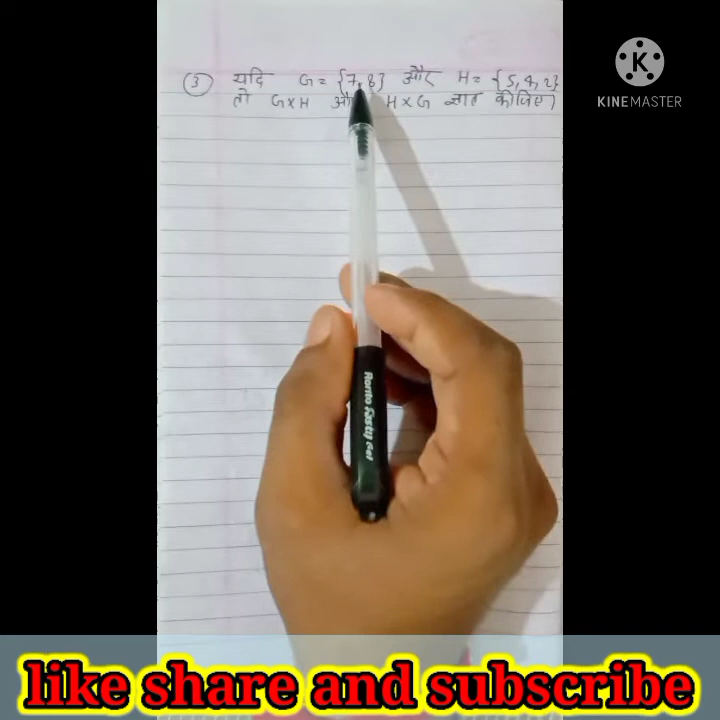 ③ यदि G = {7, 8} और H = {5, 4, 2}
तो G×H और H×G ज्ञात कीजिए।
KINEMASTER
like share and subscribe